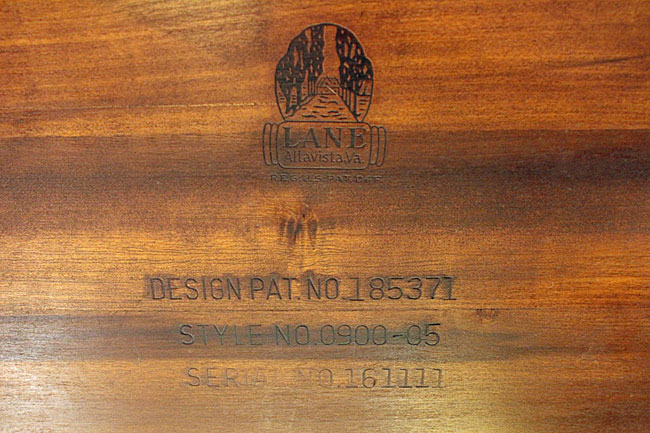 LANE
Altavista, Va.
REG.U.S.PAT.OFF.
DESIGN PAT. NO. 185371
STYLE NO. 0900-05
SERIAL NO. 161111